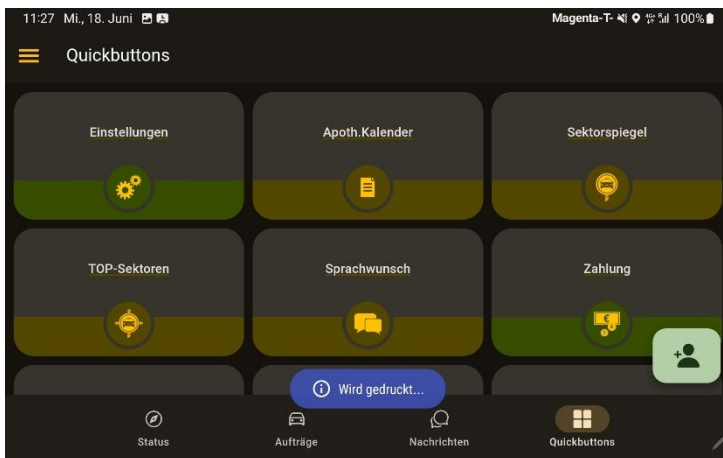 11:27 Mi., 18. Juni Magenta-T- 100%
Quickbuttons
Einstellungen Apoth.Kalender Sektorspiegel
TOP-Sektoren Sprachwunsch Zahlung
Wird gedruckt...
Status Aufträge Nachrichten Quickbuttons